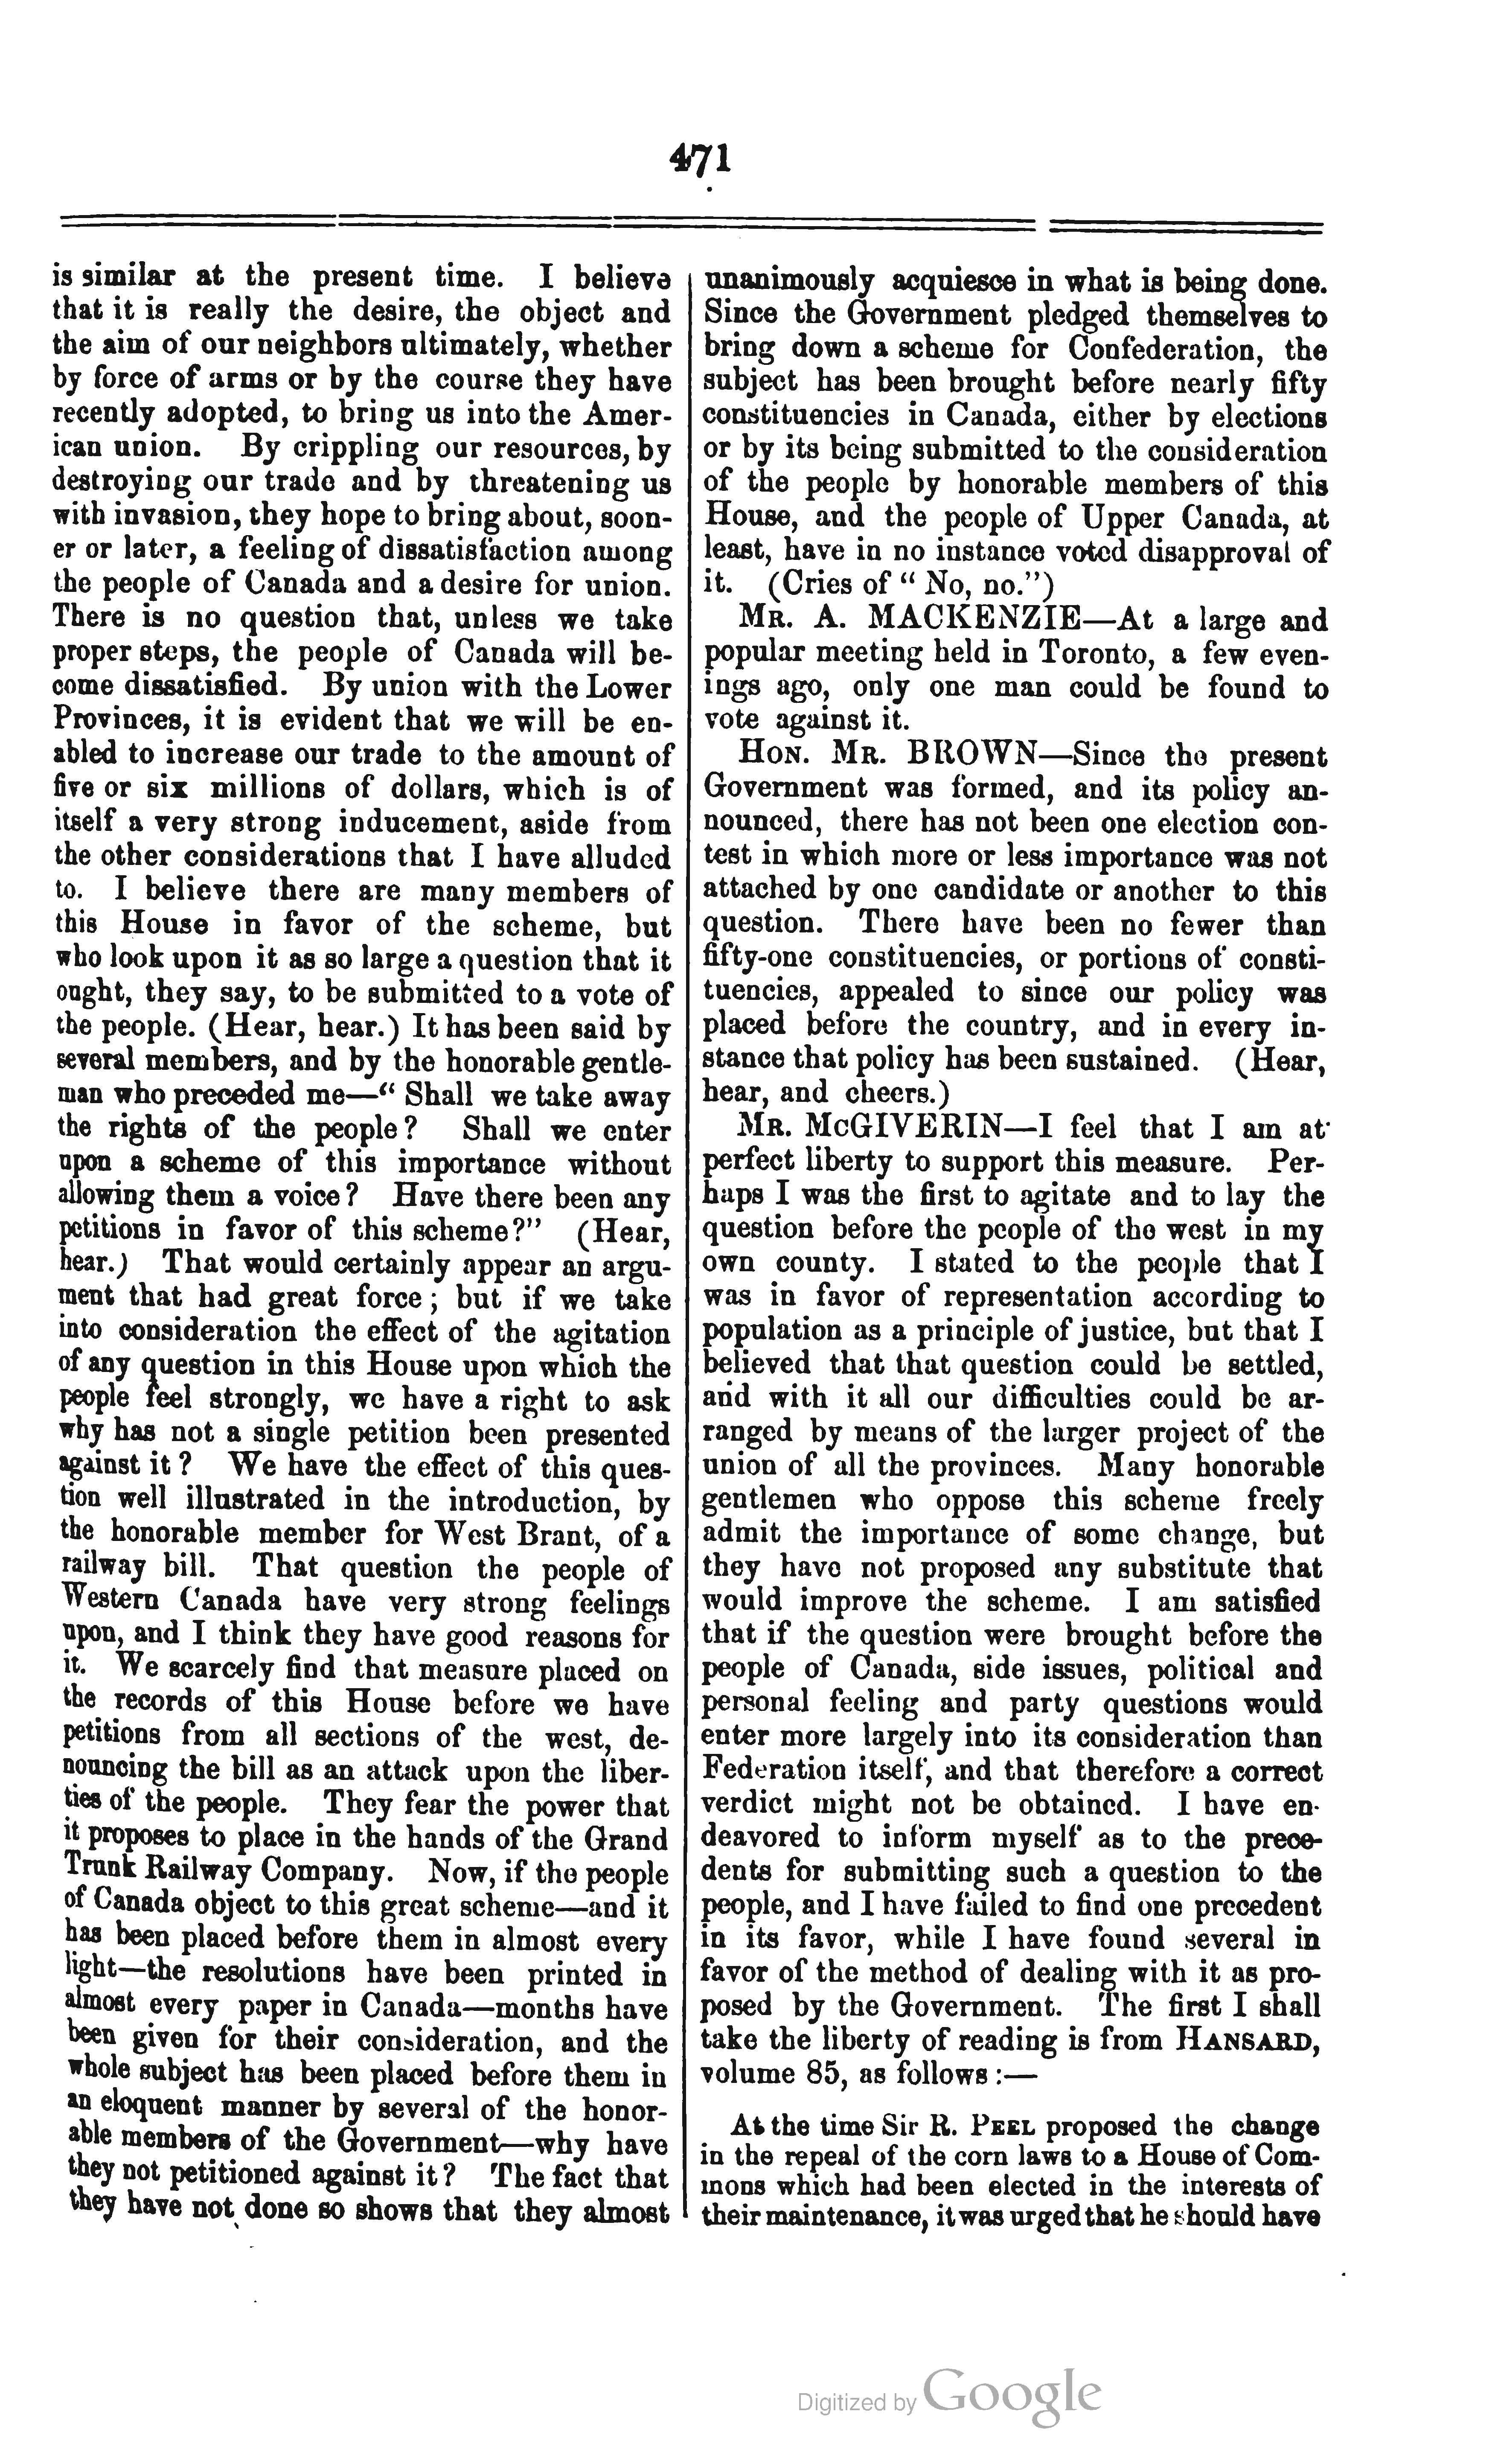 471
is similar at the present time. I believe
that it is really the desire, the object and
the aim of our neighbors ultimately, whether
by force of arms or by the course they have
recently adopted, to bring us into the Amer-
ican union. By crippling our resources, by
destroying our trade and by threatening us
with invasion, they hope to bring about, soon-
er or later, a feeling of dissatisfaction among
the people of Canada and a desire for union.
There is no question that, unless we take
proper steps, the people of Canada will be-
come dissatisfied. By union with the Lower
Provinces, it is evident that we will be en-
abled to increase our trade to the amount of
five or six millions of dollars, which is of
itself a very strong inducement, aside from
the other considerations that I have alluded
to. I believe there are many members of
this House in favor of the scheme, but
who look upon it as so large a question that it
ought, they say, to be submitted to a vote of
the people. (Hear, hear.) It has been said by
several members, and by the honorable gentle-
man who preceded me—“ Shall we take away
the rights of the people? Shall we enter
upon a scheme of this importance without
allowing them a voice? Have there been any
petitions in favor of this scheme?” (Hear,
hear.) That would certainly appear an argu-
ment that had great force; but if we take
into consideration the effect of the agitation
of any question in this House upon which the
people feel strongly, we have a right to ask
why has not a single petition been presented
against it? We have the effect of this ques-
tion well illustrated in the introduction, by
the honorable member for West Brant, of a
railway bill. That question the people of
Western Canada have very strong feelings
upon, and I think they have good reasons for
it. We scarcely find that measure placed on
the records of this House before we have
petitions from all sections of the west, de-
nouncing the bill as an attack upon the liber-
ties of the people. They fear the power that
it proposes to place in the hands of the Grand
Trunk Railway Company. Now, if the people
of Canada object to this great scheme—and it
has been placed before them in almost every
light—the resolutions have been printed in
almost every paper in Canada—months have
been given for their consideration, and the
whole subject has been placed before them in
an eloquent manner by several of the honor-
able members of the Government—why have
they not petitioned against it? The fact that
they have not done so shows that they almost
unanimously acquiesce in what is being done.
Since the Government pledged themselves to
bring down a scheme for Confederation, the
subject has been brought before nearly fifty
constituencies in Canada, either by elections
or by its being submitted to the consideration
of the people by honorable members of this
House, and the people of Upper Canada, at
least, have in no instance voted disapproval of
it. (Cries of “ No, no.”)
MR. A. MACKENZIE—At a large and
popular meeting held in Toronto, a few even-
ings ago, only one man could be found to
vote against it.
HON. MR. BROWN—Since the present
Government was formed, and its policy an-
nounced, there has not been one election con-
test in which more or less importance was not
attached by one candidate or another to this
question. There have been no fewer than
fifty-one constituencies, or portions of consti-
tuencies, appealed to since our policy was
placed before the country, and in every in-
stance that policy has been sustained. (Hear,
hear, and cheers.)
MR. McGIVERIN—I feel that I am at
perfect liberty to support this measure. Per-
haps I was the first to agitate and to lay the
question before the people of the west in my
own county. I stated to the people that I
was in favor of representation according to
population as a principle of justice, but that I
believed that that question could be settled,
and with it all our difficulties could be ar-
ranged by means of the larger project of the
union of all the provinces. Many honorable
gentlemen who oppose this scheme freely
admit the importance of some change, but
they have not proposed any substitute that
would improve the scheme. I am satisfied
that if the question were brought before the
people of Canada, side issues, political and
personal feeling and party questions would
enter more largely into its consideration than
Federation itself, and that therefore a correct
verdict might not be obtained. I have en-
deavored to inform myself as to the prece-
dents for submitting such a question to the
people, and I have failed to find one precedent
in its favor, while I have found several in
favor of the method of dealing with it as pro-
posed by the Government. The first I shall
take the liberty of reading is from HANSARD,
volume 85, as follows:—
At the time Sir R. PEEL proposed the change
in the repeal of the corn laws to a House of Com-
mons which had been elected in the interests of
their maintenance, it was urged that he should have
Digitized by Google